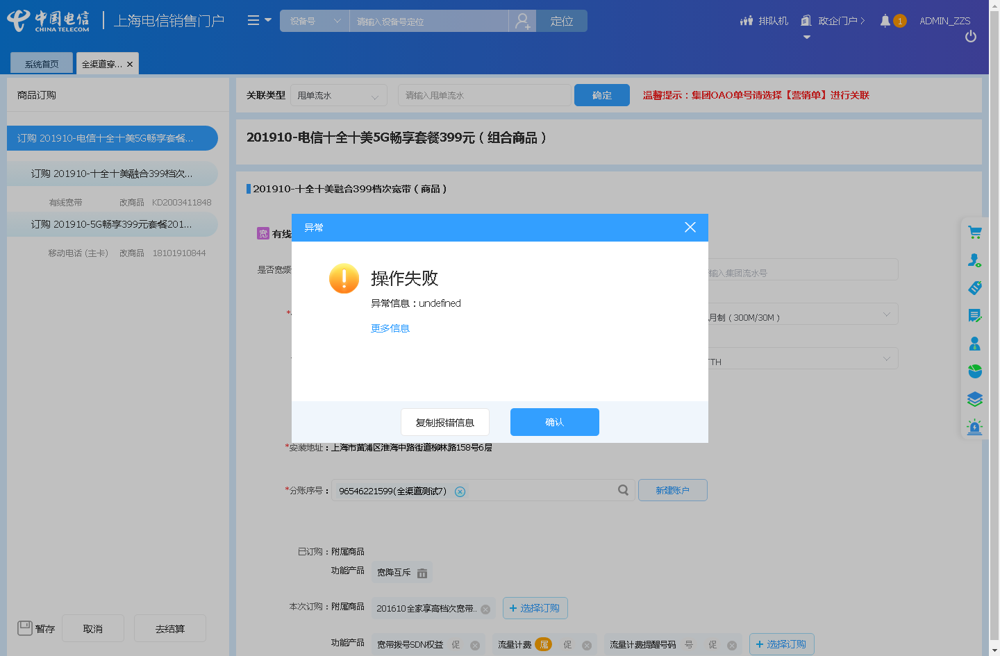 中国电信
CHINA TELECOM
上海电信销售门户
设备号
请输入设备号定位
定位
排队机
政企门户
1
ADMIN_ZZS
系统首页
全渠道穿...
商品订购
关联类型
甩单流水
请输入甩单流水
确定
温馨提示：集团OAO单号请选择【营销单】进行关联
订购 201910-电信十全十美5G畅享套餐...
201910-电信十全十美5G畅享套餐399元（组合商品）
订购 201910-十全十美融合399档次...
201910-十全十美融合399档次宽带（商品）
有线宽带 改商品 KD2003411848
订购 201910-5G畅享399元套餐201...
移动电话 (主卡) 改商品 18101910844
宽 有线
是否宽频
输入集团流水号
月制（300M/30M）
TH
异常
操作失败
异常信息：undefined
更多信息
复制报错信息
确认
*安装地址：上海市黄浦区淮海中路街道柳林路158号6层
*分账序号：
96546221599(全渠道测试7)
新建账户
已订购：附属商品
功能产品
宽降互斥
本次订购：附属商品
201610全家享高档次宽带..
+ 选择订购
功能产品
宽带拨号SDN权益 促
流量计费 属 促
流量计费提醒号码 号 促
+ 选择订购
暂存
取消
去结算